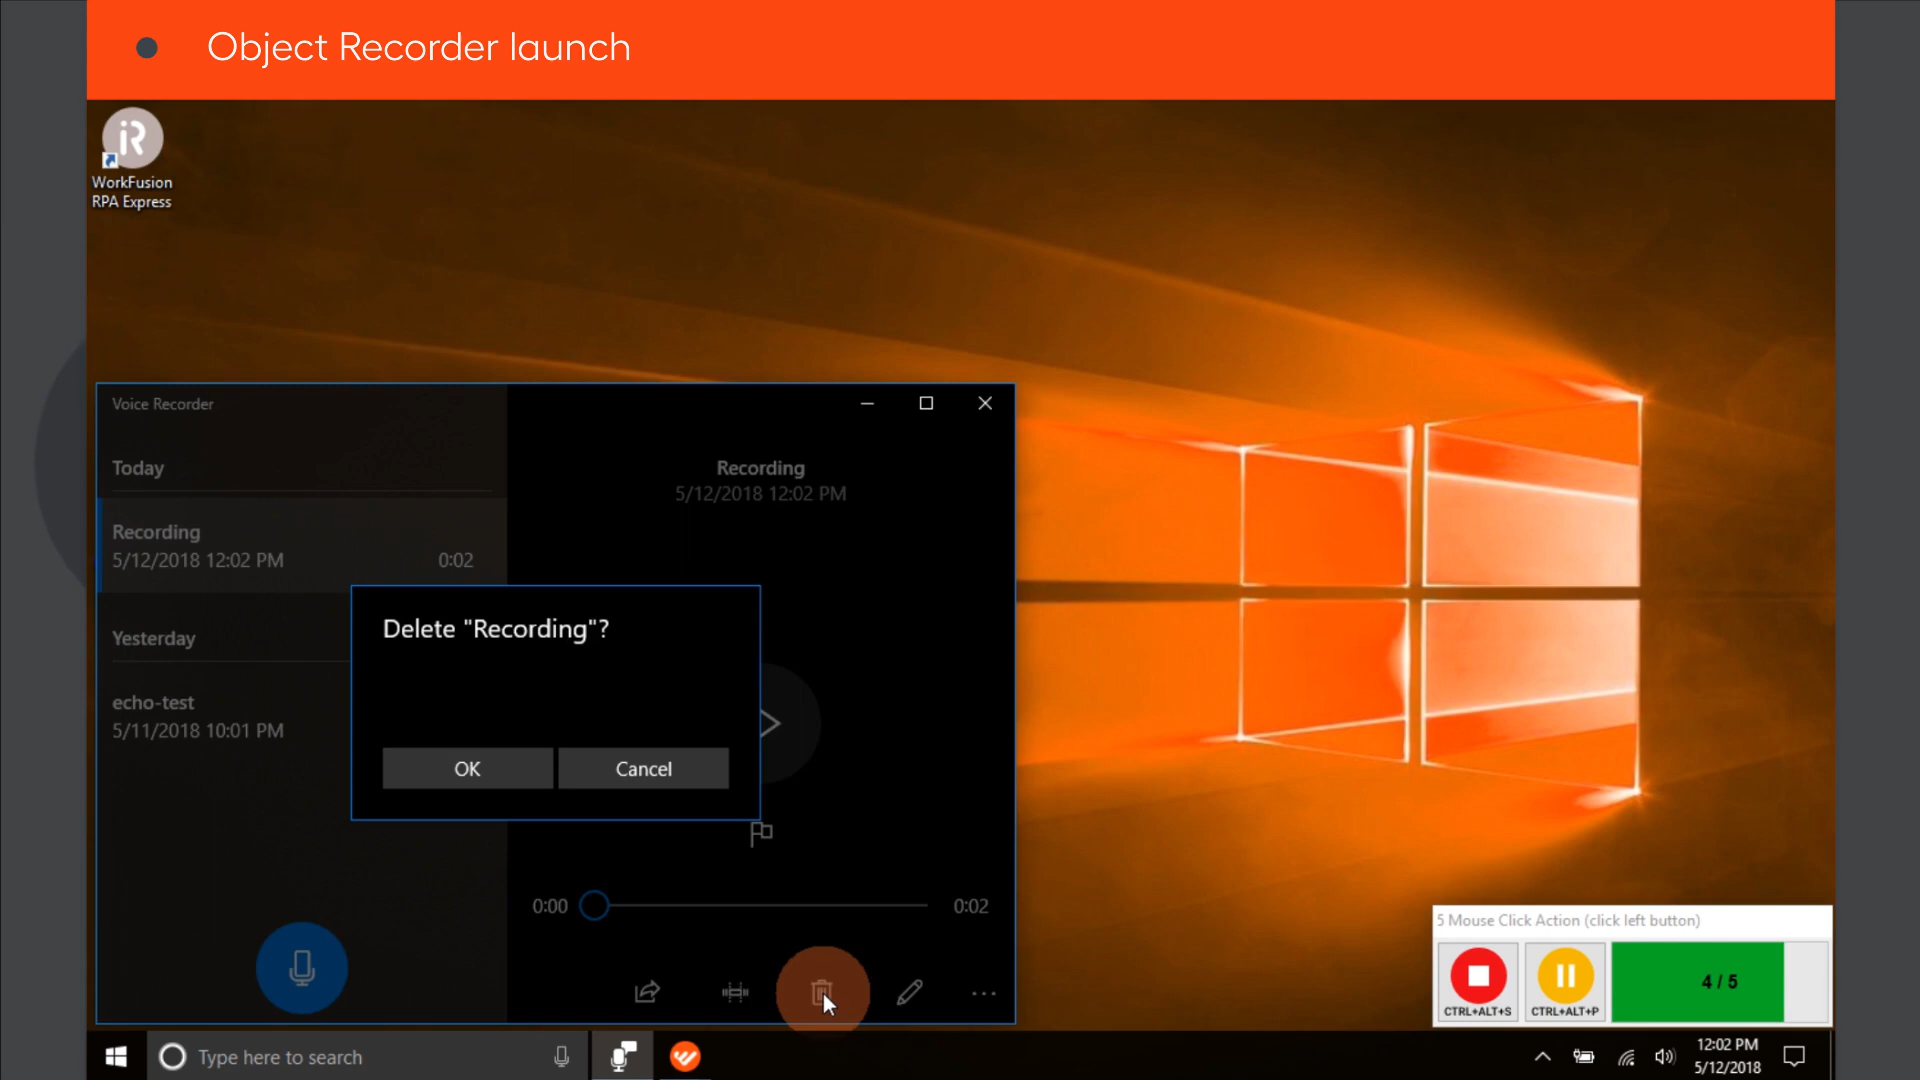 Object Recorder launch
iR
WorkFusion
RPA Express
Voice Recorder
Today
Recording
5/12/2018 12:02 PM
0:02
Yesterday
echo-test
5/11/2018 10:01 PM
Recording
5/12/2018 12:02 PM
Delete "Recording"?
OK
Cancel
0:00
0:02
5 Mouse Click Action (click left button)
CTRL+ALT+S
CTRL+ALT+P
4 / 5
Type here to search
12:02 PM
5/12/2018